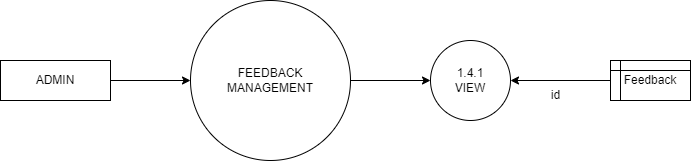 ADMIN
FEEDBACK
MANAGEMENT
1.4.1
VIEW
id
Feedback